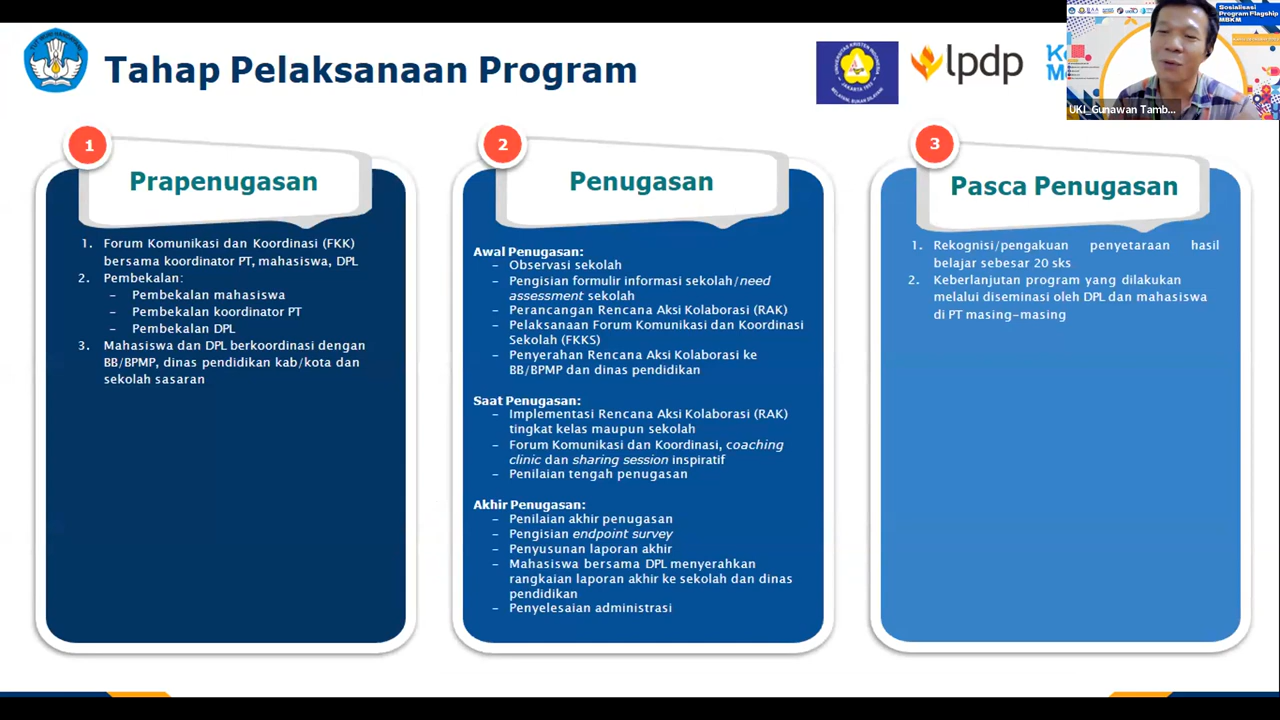 Tahap Pelaksanaan Program
lpdp
Sosialisasi
Program Flagship
MBKM
UKI_Gunawan Tamb...
1
Prapenugasan
1. Forum Komunikasi dan Koordinasi (FKK)
bersama koordinator PT, mahasiswa, DPL
2. Pembekalan:
– Pembekalan mahasiswa
– Pembekalan koordinator PT
– Pembekalan DPL
3. Mahasiswa dan DPL berkoordinasi dengan
BB/BPMP, dinas pendidikan kab/kota dan
sekolah sasaran
2
Penugasan
Awal Penugasan:
– Observasi sekolah
– Pengisian formulir informasi sekolah/need
assessment sekolah
– Perancangan Rencana Aksi Kolaborasi (RAK)
– Pelaksanaan Forum Komunikasi dan Koordinasi
Sekolah (FKKS)
– Penyerahan Rencana Aksi Kolaborasi ke
BB/BPMP dan dinas pendidikan
Saat Penugasan:
– Implementasi Rencana Aksi Kolaborasi (RAK)
tingkat kelas maupun sekolah
– Forum Komunikasi dan Koordinasi, coaching
clinic dan sharing session inspiratif
– Penilaian tengah penugasan
Akhir Penugasan:
– Penilaian akhir penugasan
– Pengisian endpoint survey
– Penyusunan laporan akhir
– Mahasiswa bersama DPL menyerahkan
rangkaian laporan akhir ke sekolah dan dinas
pendidikan
– Penyelesaian administrasi
3
Pasca Penugasan
1. Rekognisi/pengakuan penyetaraan hasil
belajar sebesar 20 sks
2. Keberlanjutan program yang dilakukan
melalui diseminasi oleh DPL dan mahasiswa
di PT masing-masing